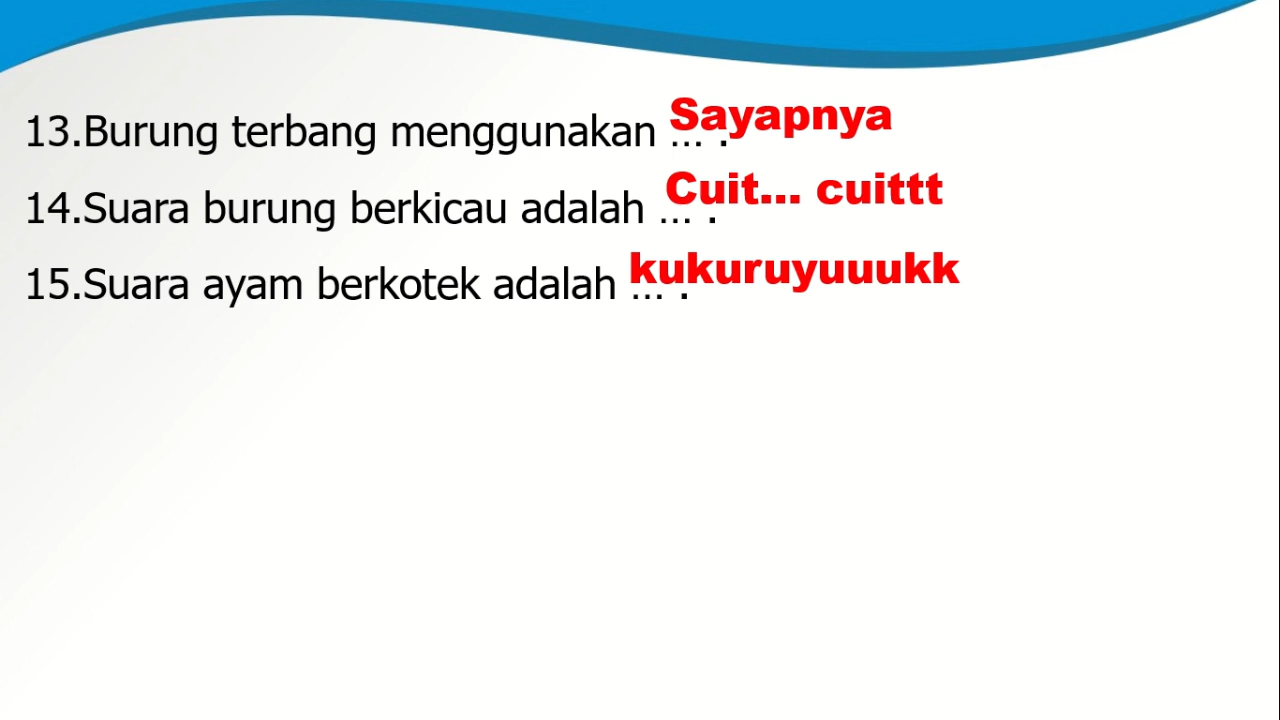 13.Burung terbang menggunakan ... . Sayapnya
14.Suara burung berkicau adalah ... . Cuit... cuittt
15.Suara ayam berkotek adalah ... . kukuruyuuukk